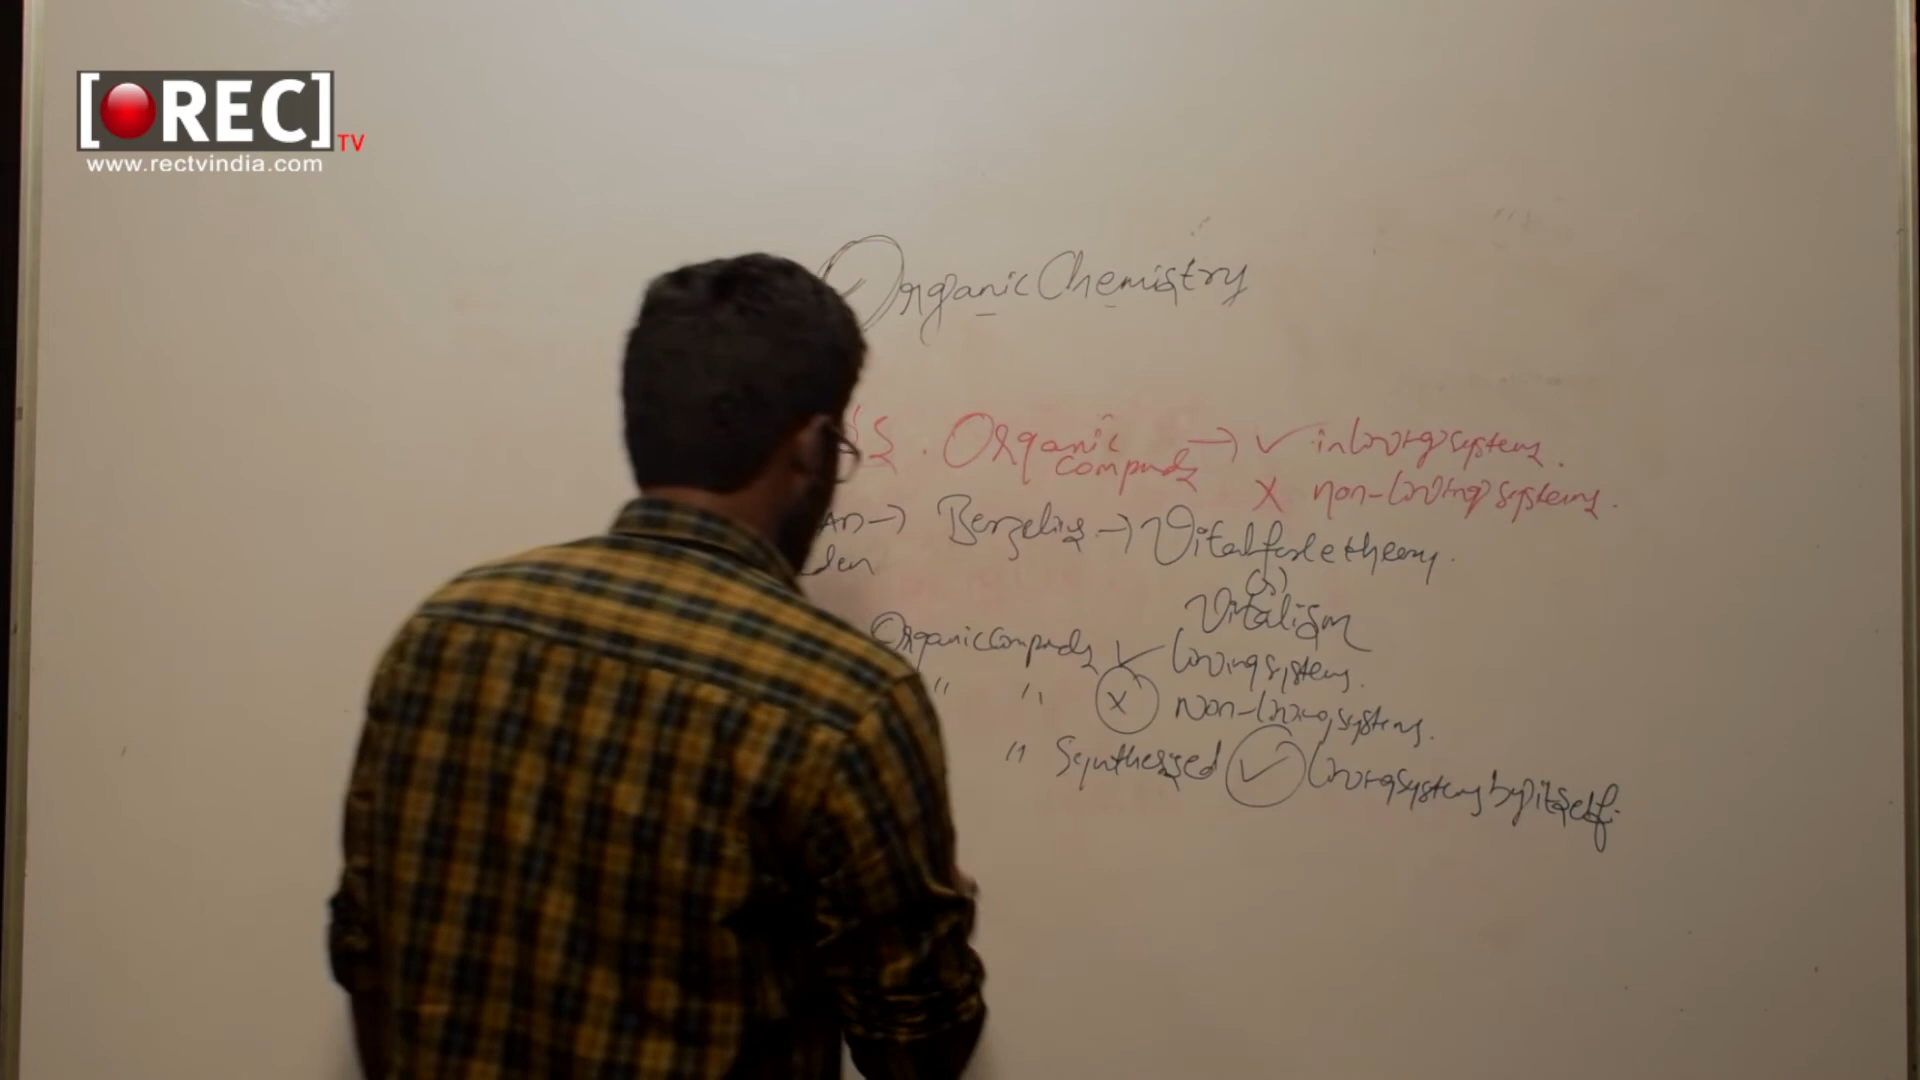 [REC]
TV
www.rectvindia.com
Organic Chemistry
Organic → ✓ in living systems.
compunds X non-living systems.
→ Berzelius → Vital force theory.
den
(or)
Vitalism
Organic Compunds ✓ living systems.
" " X Non-living systems.
" Synthesized ✓ living systems by itself.